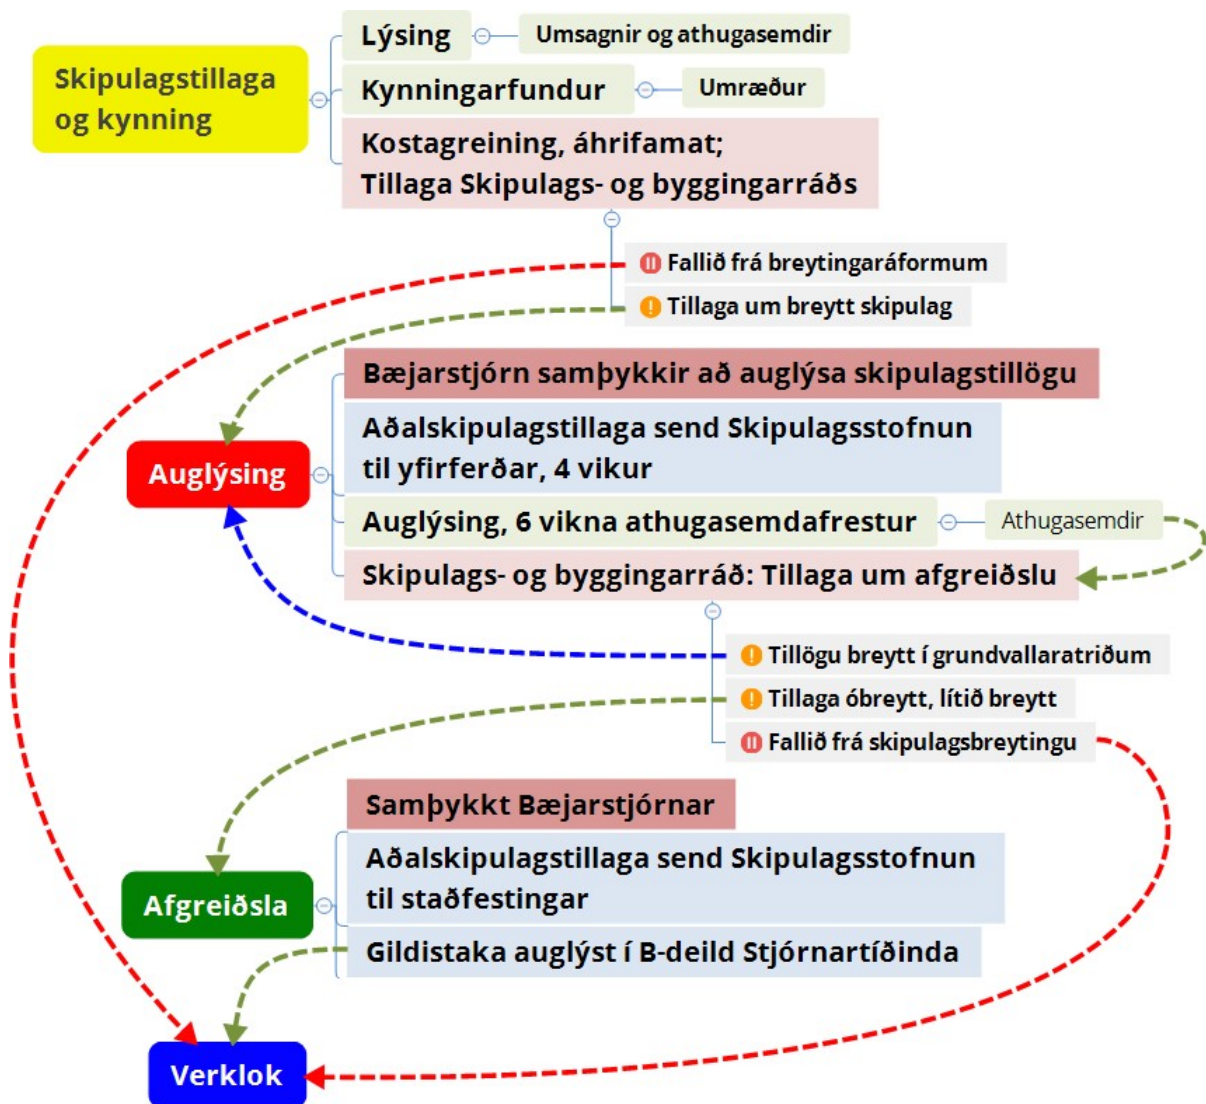 Skipulagstillaga
og kynning
Lýsing
Umsagnir og athugasemdir
Kynningarfundur
Umræður
Kostagreining, áhrifamat;
Tillaga Skipulags- og byggingarráðs
Fallið frá breytingaráformum
Tillaga um breytt skipulag
Auglýsing
Bæjarstjórn samþykkir að auglýsa skipulagstillögu
Aðalskipulagstillaga send Skipulagsstofnun
til yfirferðar, 4 vikur
Auglýsing, 6 vikna athugasemdafrestur
Athugasemdir
Skipulags- og byggingarráð: Tillaga um afgreiðslu
Tillögu breytt í grundvallaratriðum
Tillaga óbreytt, lítið breytt
Fallið frá skipulagsbreytingu
Afgreiðsla
Samþykkt Bæjarstjórnar
Aðalskipulagstillaga send Skipulagsstofnun
til staðfestingar
Gildistaka auglýst í B-deild Stjórnartíðinda
Verklok